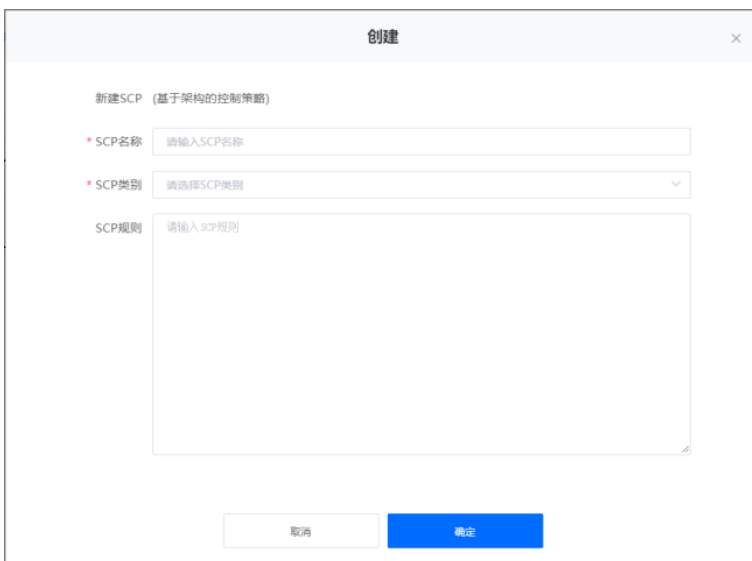 创建
新建SCP (基于架构的控制策略)
* SCP名称 请输入SCP名称
* SCP类别 请选择SCP类别
SCP规则 请输入SCP规则
取消 确定